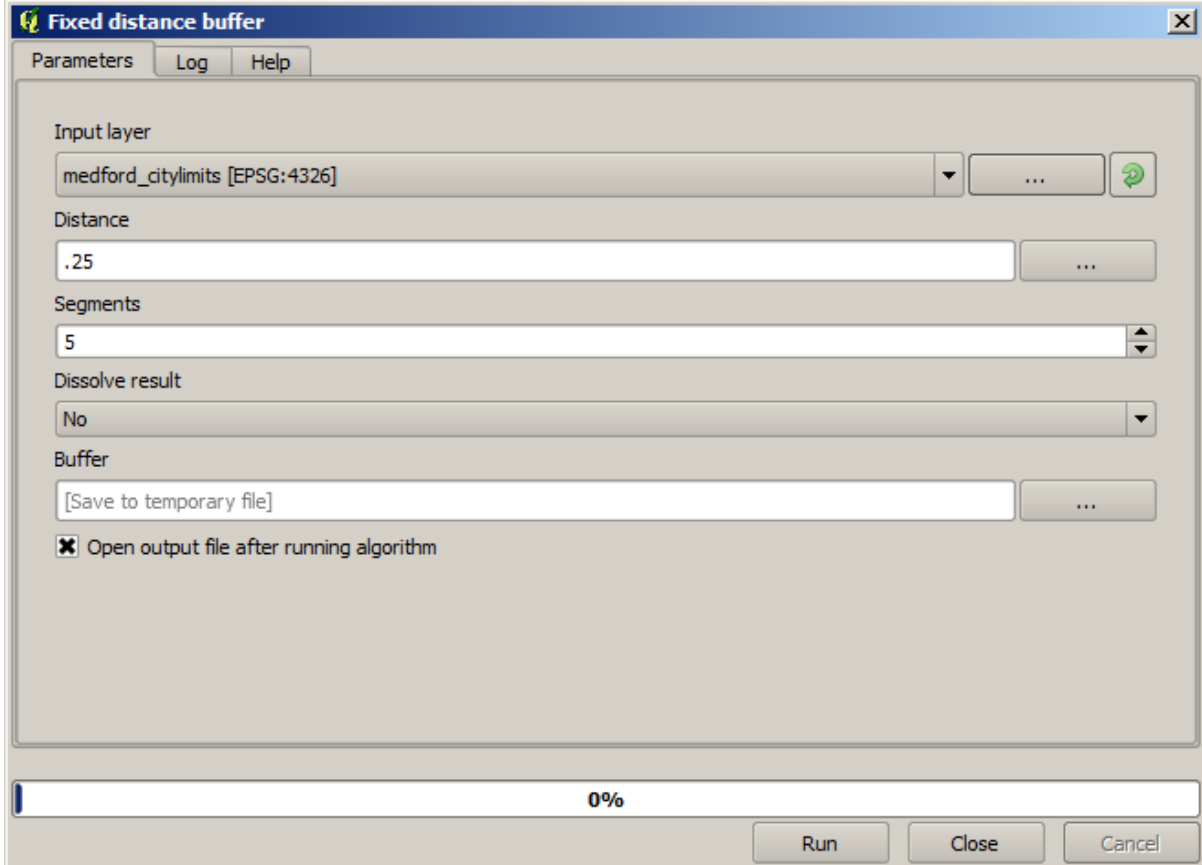 Fixed distance buffer
Parameters Log Help
Input layer
medford_citylimits [EPSG:4326] ...
Distance
.25 ...
Segments
5
Dissolve result
No
Buffer
[Save to temporary file] ...
Open output file after running algorithm
0%
Run Close Cancel